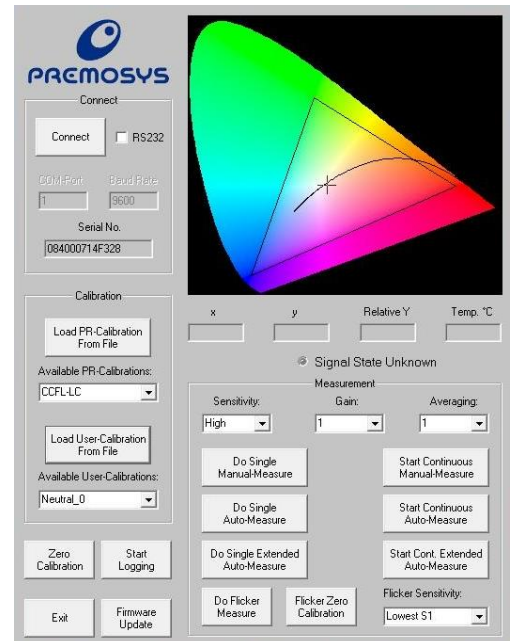 PREMOSYS
Connect
Connect
RS232
COM-Port Baud Rate
1 9600
Serial No.
084000714F328
Calibration
Load PR-Calibration
From File
Available PR-Calibrations:
CCFL-LC
Load User-Calibration
From File
Available User-Calibrations:
Neutral_0
Zero
Calibration
Start
Logging
Exit
Firmware
Update
x y Relative Y Temp. °C
Signal State Unknown
Measurement
Sensitivity: Gain: Averaging:
High 1 1
Do Single
Manual-Measure
Start Continuous
Manual-Measure
Do Single
Auto-Measure
Start Continuous
Auto-Measure
Do Single Extended
Auto-Measure
Start Cont. Extended
Auto-Measure
Do Flicker
Measure
Flicker Zero
Calibration
Flicker Sensitivity:
Lowest S1